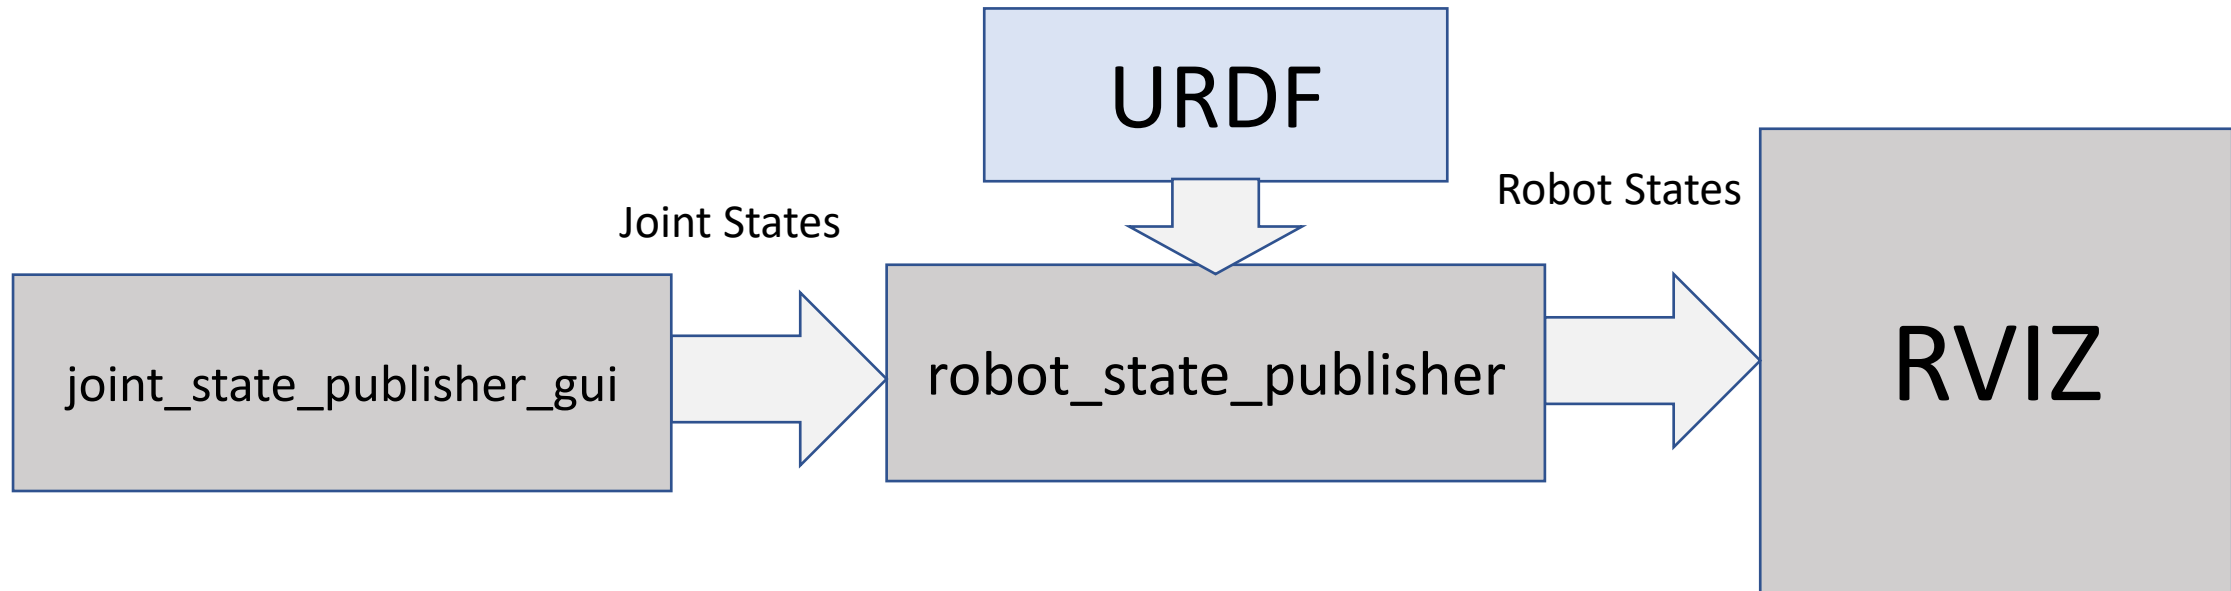 URDF
Joint States
Robot States
joint_state_publisher_gui
robot_state_publisher
RVIZ